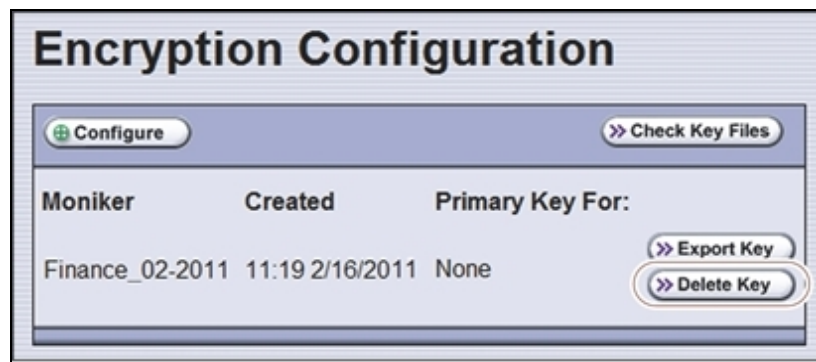 Encryption Configuration
Configure
Check Key Files
Moniker Created Primary Key For:
Export Key
Finance_02-2011 11:19 2/16/2011 None
Delete Key